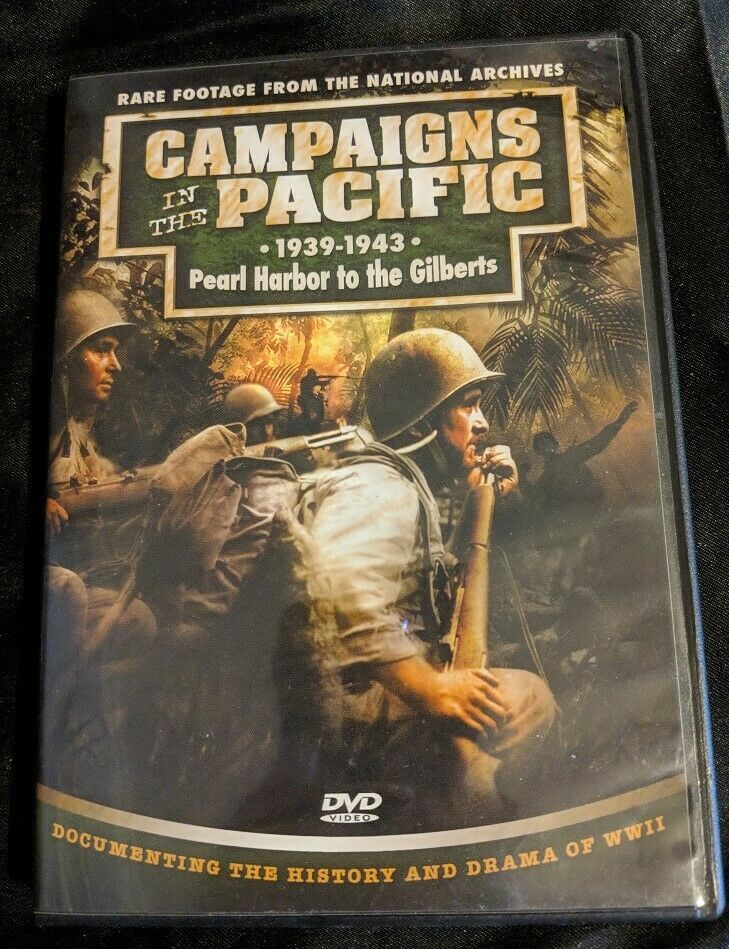 RARE FOOTAGE FROM THE NATIONAL ARCHIVES
CAMPAIGNS
IN THE PACIFIC
• 1939-1943 •
Pearl Harbor to the Gilberts
DVD
VIDEO
DOCUMENTING THE HISTORY AND DRAMA OF WWII